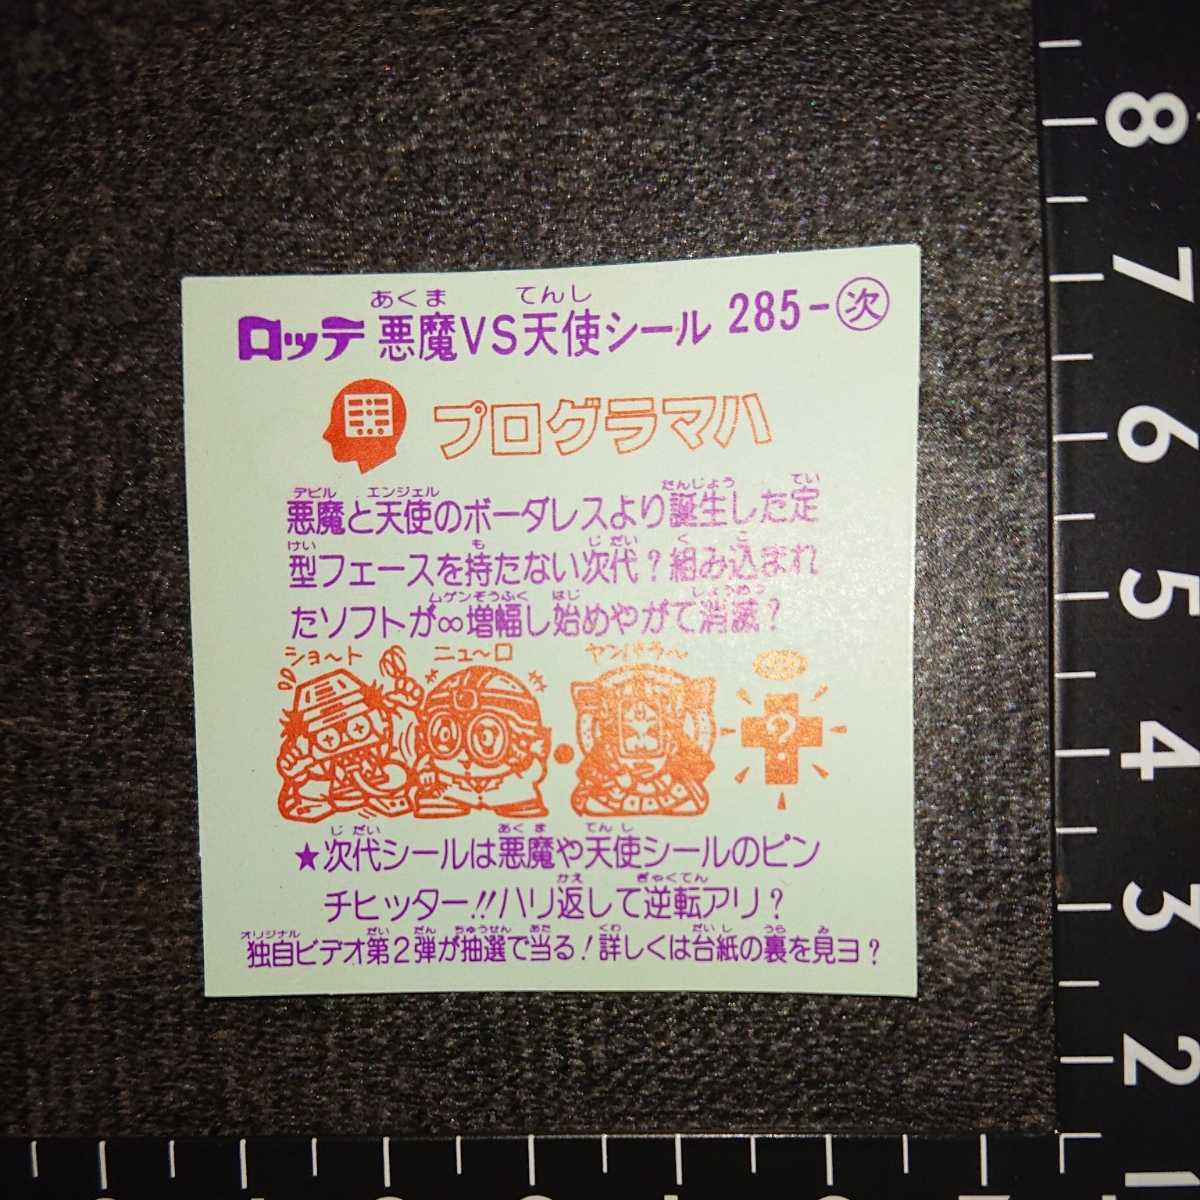 あくま てんし
ロッテ 悪魔VS天使シール 285-次
プログラマハ
デビル エンジェル たんじょう てい
悪魔と天使のボーダレスより誕生した定
けい も じだい く こ
型フェースを持たない次代?組み込まれ
ムゲンぞうふく はじ しょうめつ
たソフトが∞増幅し始めやがて消滅?
ショ〜ト ニュ〜ロ ヤンバラ〜
?
じだい あくま てんし
★次代シールは悪魔や天使シールのピン
かえ ぎゃくてん
チヒッター!!ハリ返して逆転アリ?
オリジナル だい だん ちゅうせん あた くわ だいし うら み
独自ビデオ第2弾が抽選で当る!詳しくは台紙の裏を見ヨ?
8
7
6
5
4
3
2
1